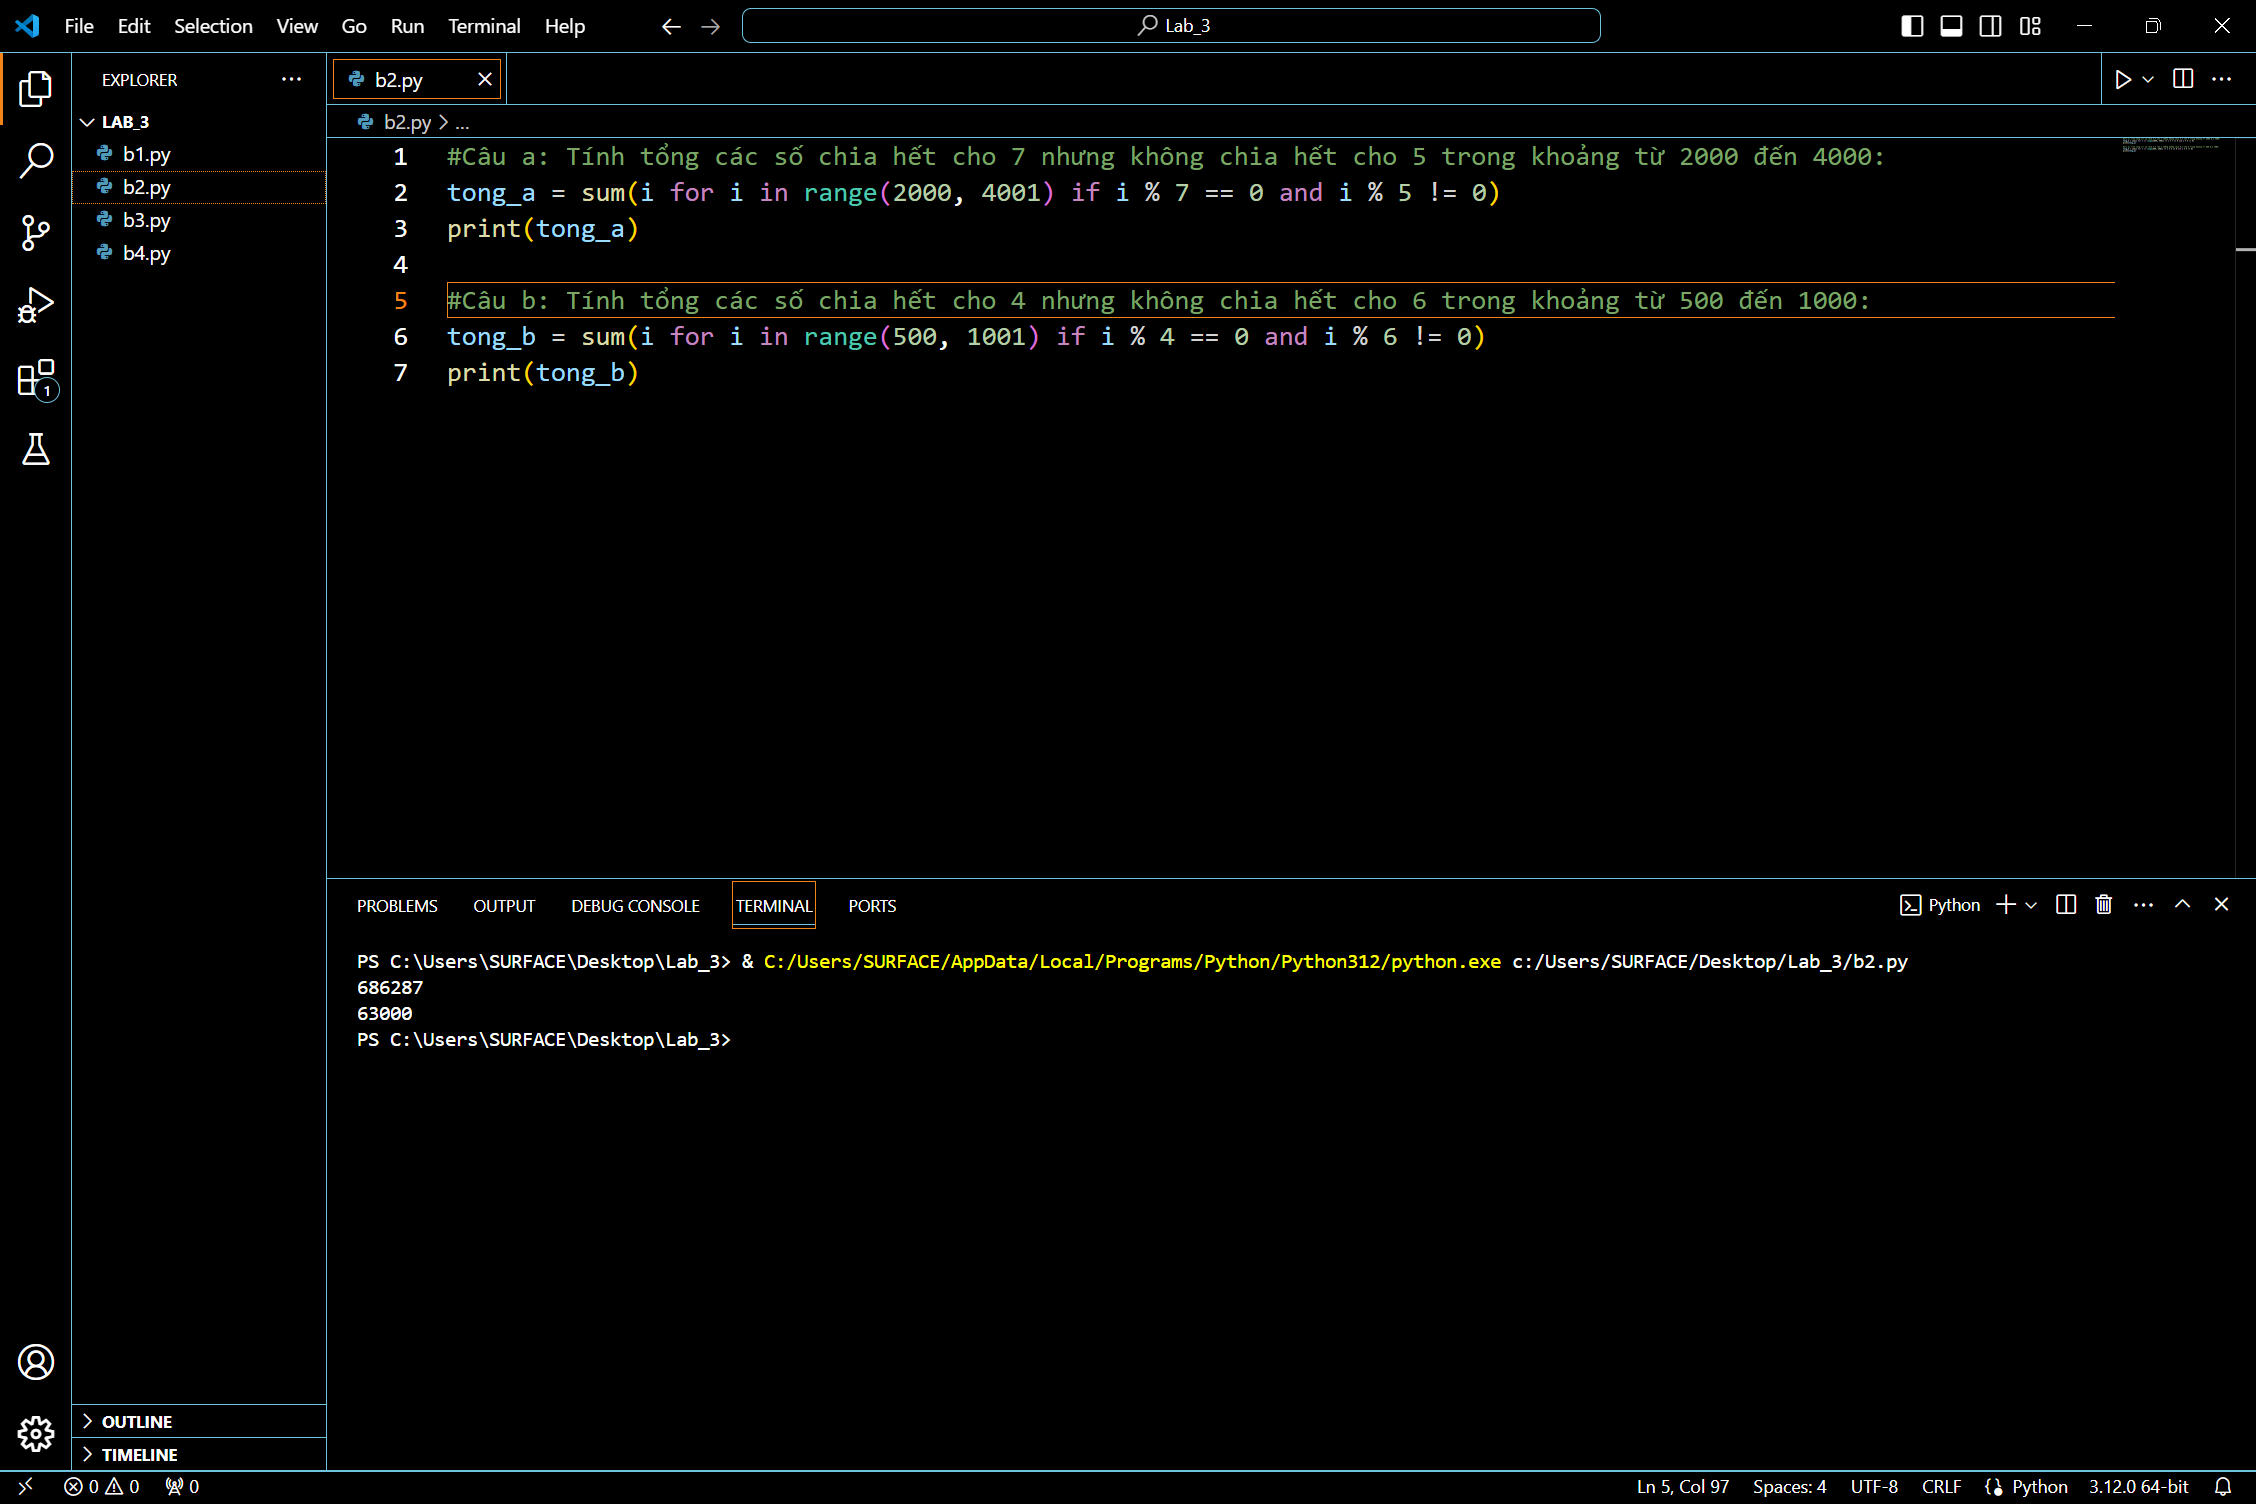 File Edit Selection View Go Run Terminal Help
Lab_3
EXPLORER
LAB_3
b1.py
b2.py
b3.py
b4.py
1
b2.py
b2.py > ...
1 #Câu a: Tính tổng các số chia hết cho 7 nhưng không chia hết cho 5 trong khoảng từ 2000 đến 4000:
2 tong_a = sum(i for i in range(2000, 4001) if i % 7 == 0 and i % 5 != 0)
3 print(tong_a)
4
5 #Câu b: Tính tổng các số chia hết cho 4 nhưng không chia hết cho 6 trong khoảng từ 500 đến 1000:
6 tong_b = sum(i for i in range(500, 1001) if i % 4 == 0 and i % 6 != 0)
7 print(tong_b)
PROBLEMS OUTPUT DEBUG CONSOLE TERMINAL PORTS
Python
PS C:\Users\SURFACE\Desktop\Lab_3> & C:/Users/SURFACE/AppData/Local/Programs/Python/Python312/python.exe c:/Users/SURFACE/Desktop/Lab_3/b2.py
686287
63000
PS C:\Users\SURFACE\Desktop\Lab_3>
OUTLINE
TIMELINE
0 0 0
Ln 5, Col 97 Spaces: 4 UTF-8 CRLF Python 3.12.0 64-bit